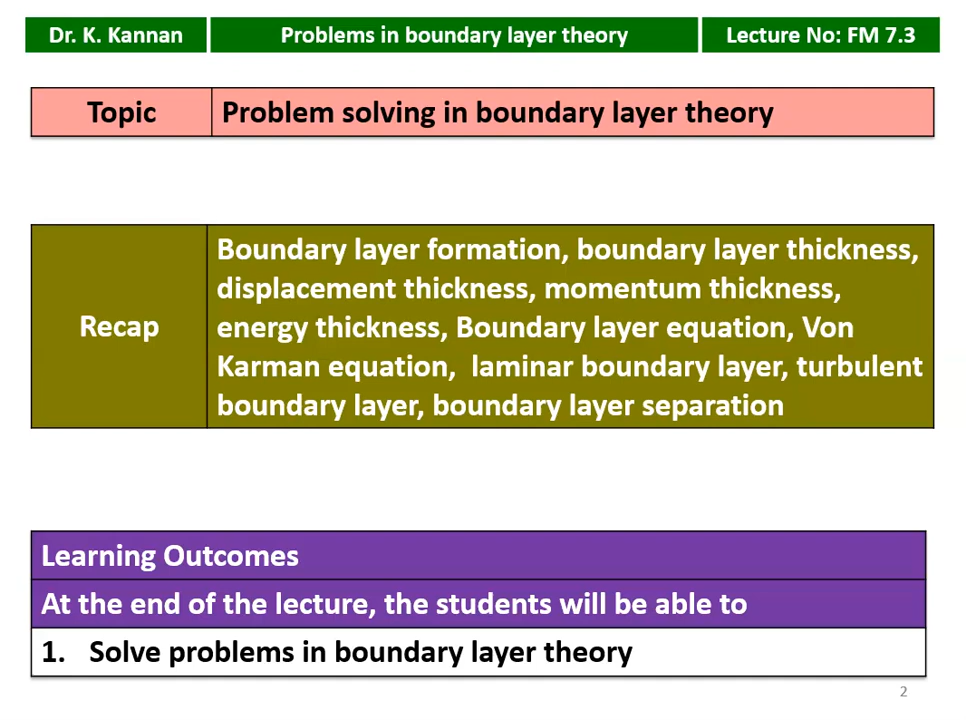 Dr. K. Kannan
Problems in boundary layer theory
Lecture No: FM 7.3
Topic
Problem solving in boundary layer theory
Recap
Boundary layer formation, boundary layer thickness,
displacement thickness, momentum thickness,
energy thickness, Boundary layer equation, Von
Karman equation, laminar boundary layer, turbulent
boundary layer, boundary layer separation
Learning Outcomes
At the end of the lecture, the students will be able to
1. Solve problems in boundary layer theory
2